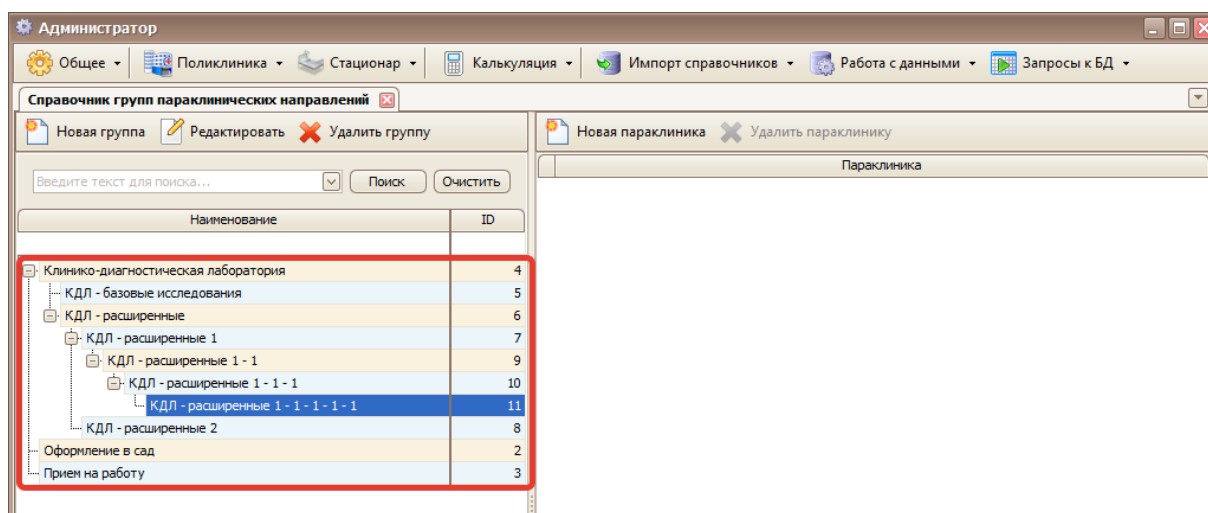 Администратор
Общее Поликлиника Стационар Калькуляция Импорт справочников Работа с данными Запросы к БД
Справочник групп параклинических направлений
Новая группа Редактировать Удалить группу Новая параклиника Удалить параклинику
Введите текст для поиска... Поиск Очистить Параклиника
Наименование ID
Клинико-диагностическая лаборатория 4
КДЛ - базовые исследования 5
КДЛ - расширенные 6
КДЛ - расширенные 1 7
КДЛ - расширенные 1 - 1 9
КДЛ - расширенные 1 - 1 - 1 10
КДЛ - расширенные 1 - 1 - 1 - 1 - 1 11
КДЛ - расширенные 2 8
Оформление в сад 2
Прием на работу 3